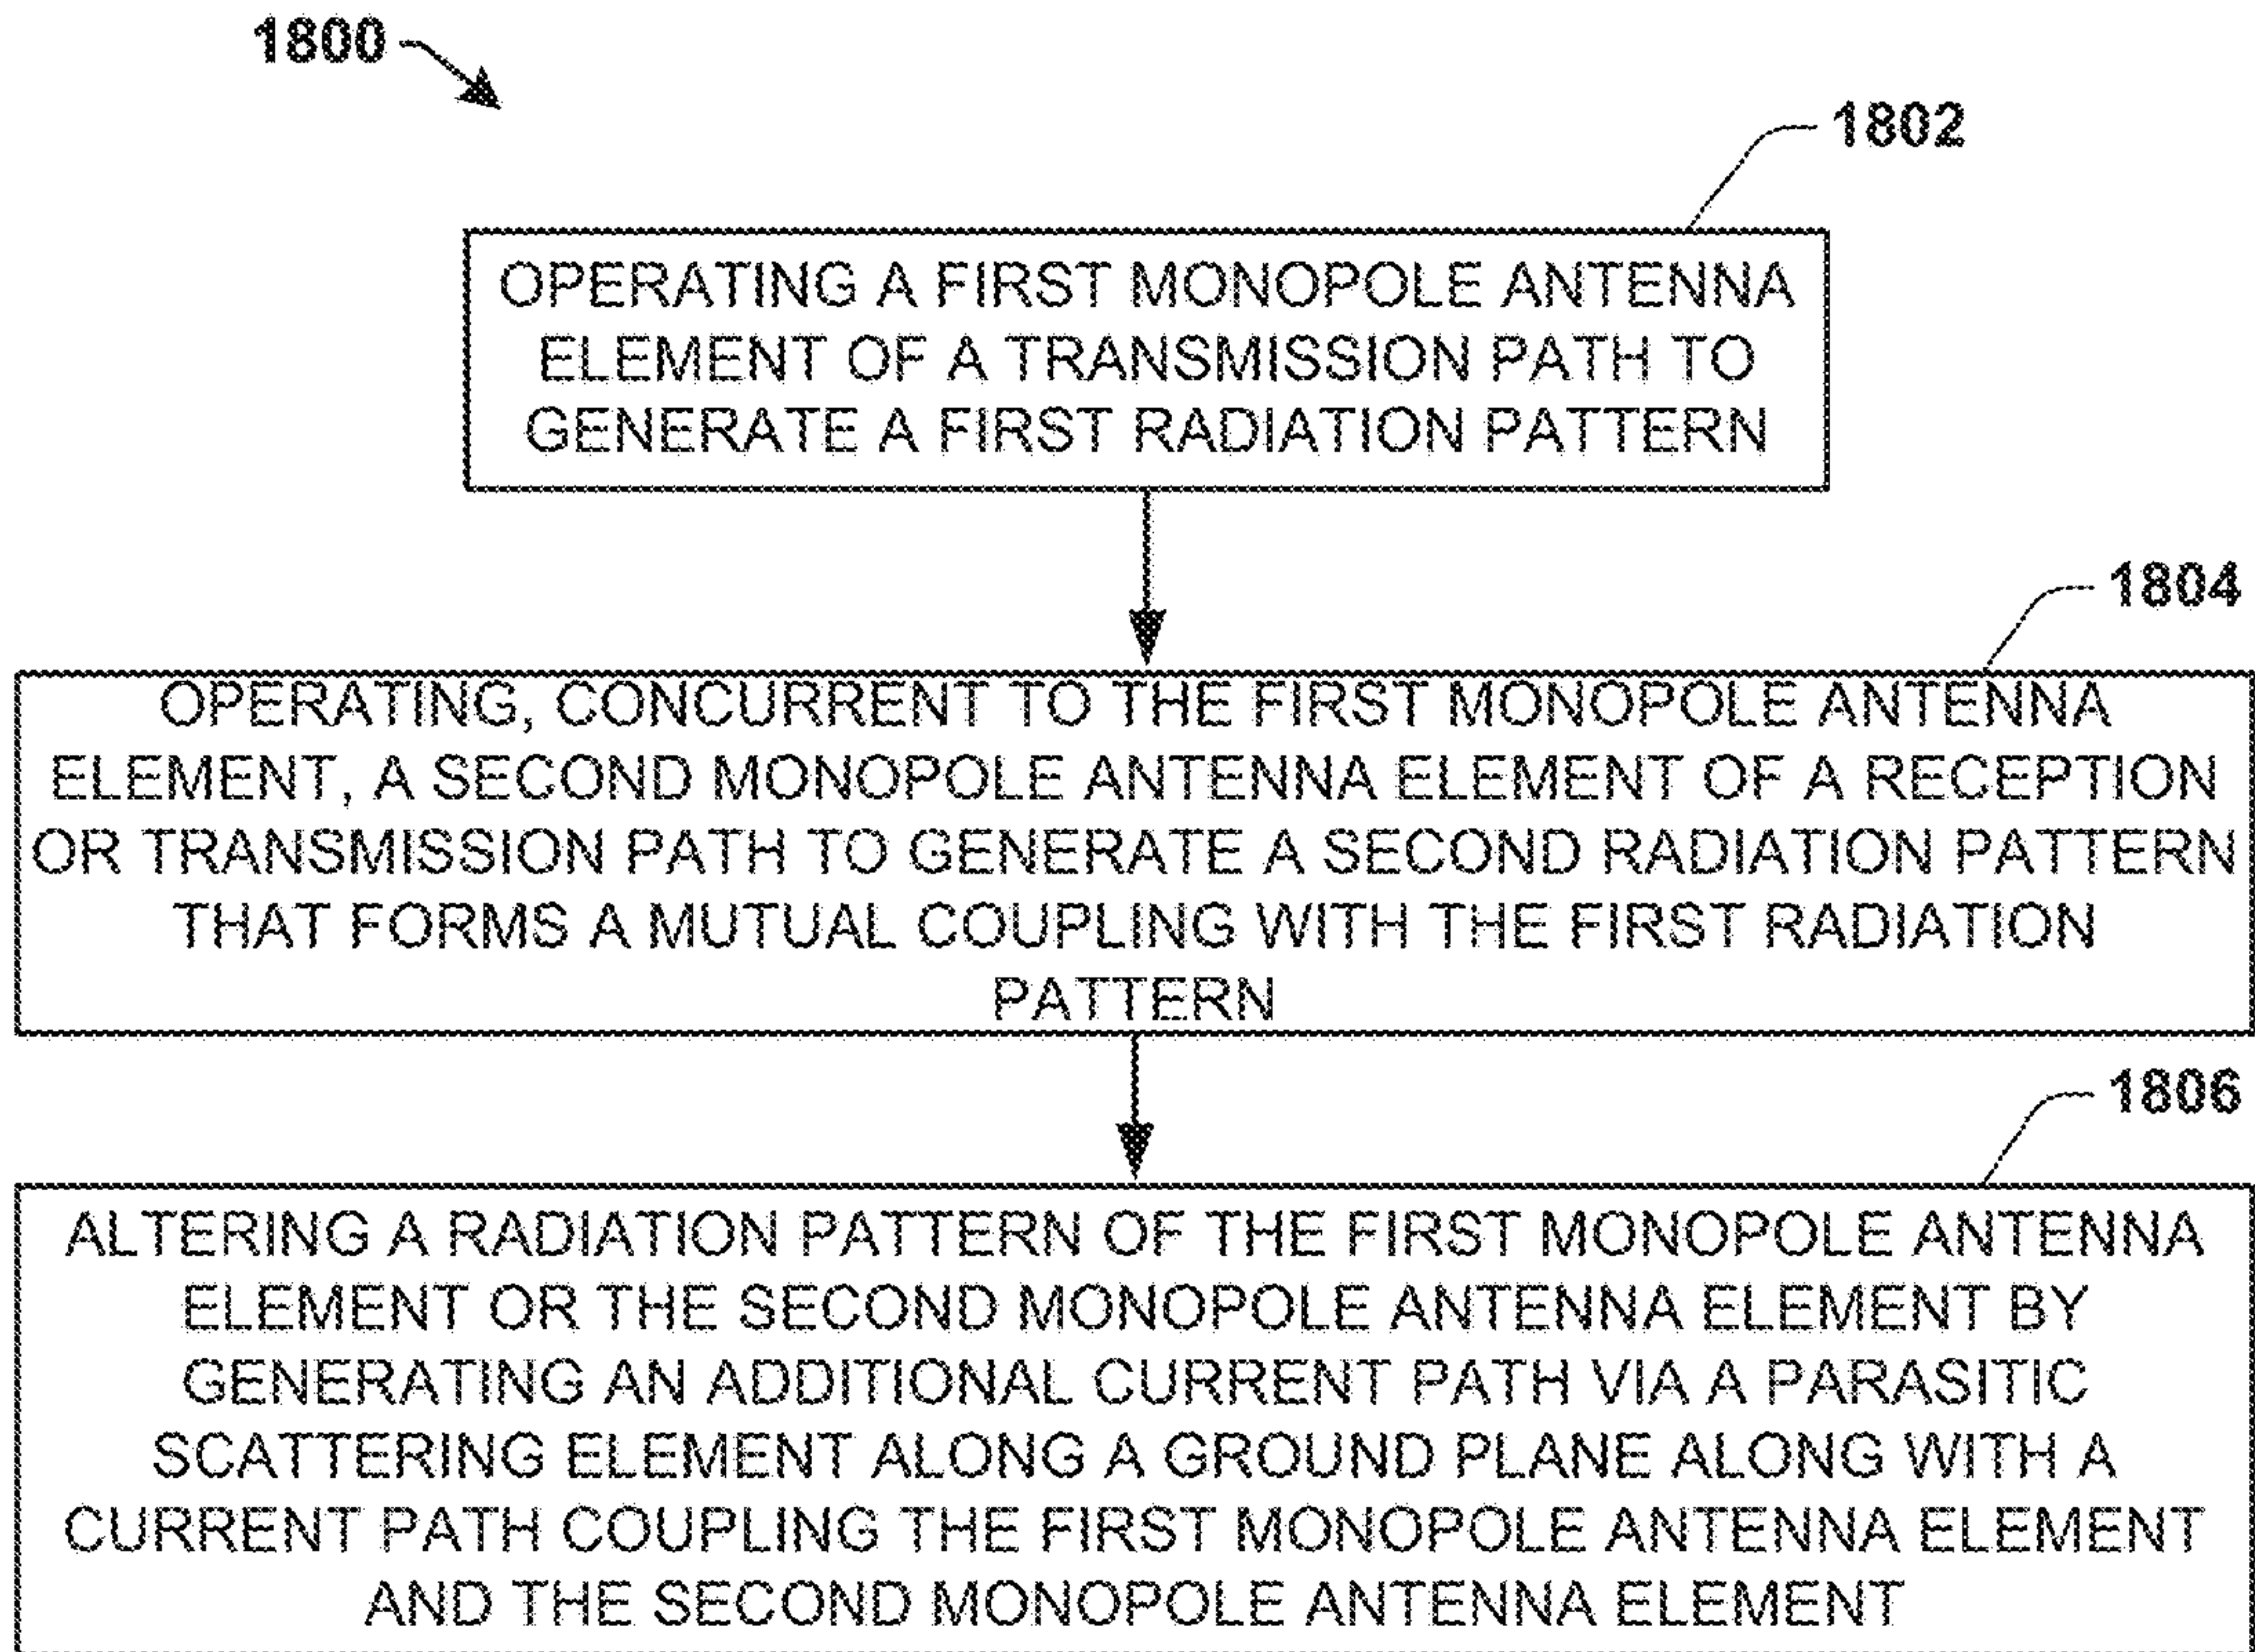 1800
1802
OPERATING A FIRST MONOPOLE ANTENNA
ELEMENT OF A TRANSMISSION PATH TO
GENERATE A FIRST RADIATION PATTERN
1804
OPERATING, CONCURRENT TO THE FIRST MONOPOLE ANTENNA
ELEMENT, A SECOND MONOPOLE ANTENNA ELEMENT OF A RECEPTION
OR TRANSMISSION PATH TO GENERATE A SECOND RADIATION PATTERN
THAT FORMS A MUTUAL COUPLING WITH THE FIRST RADIATION
PATTERN
1806
ALTERING A RADIATION PATTERN OF THE FIRST MONOPOLE ANTENNA
ELEMENT OR THE SECOND MONOPOLE ANTENNA ELEMENT BY
GENERATING AN ADDITIONAL CURRENT PATH VIA A PARASITIC
SCATTERING ELEMENT ALONG A GROUND PLANE ALONG WITH A
CURRENT PATH COUPLING THE FIRST MONOPOLE ANTENNA ELEMENT
AND THE SECOND MONOPOLE ANTENNA ELEMENT